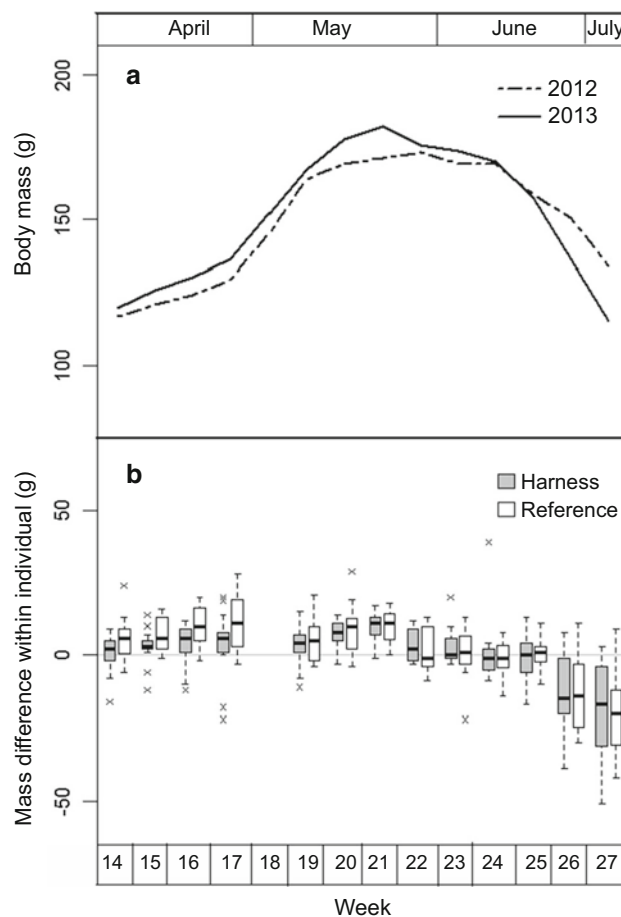 April May June July
a
2012
2013
200
150
100
Body mass (g)
b
Harness
Reference
50
0
-50
Mass difference within individual (g)
14 15 16 17 18 19 20 21 22 23 24 25 26 27
Week